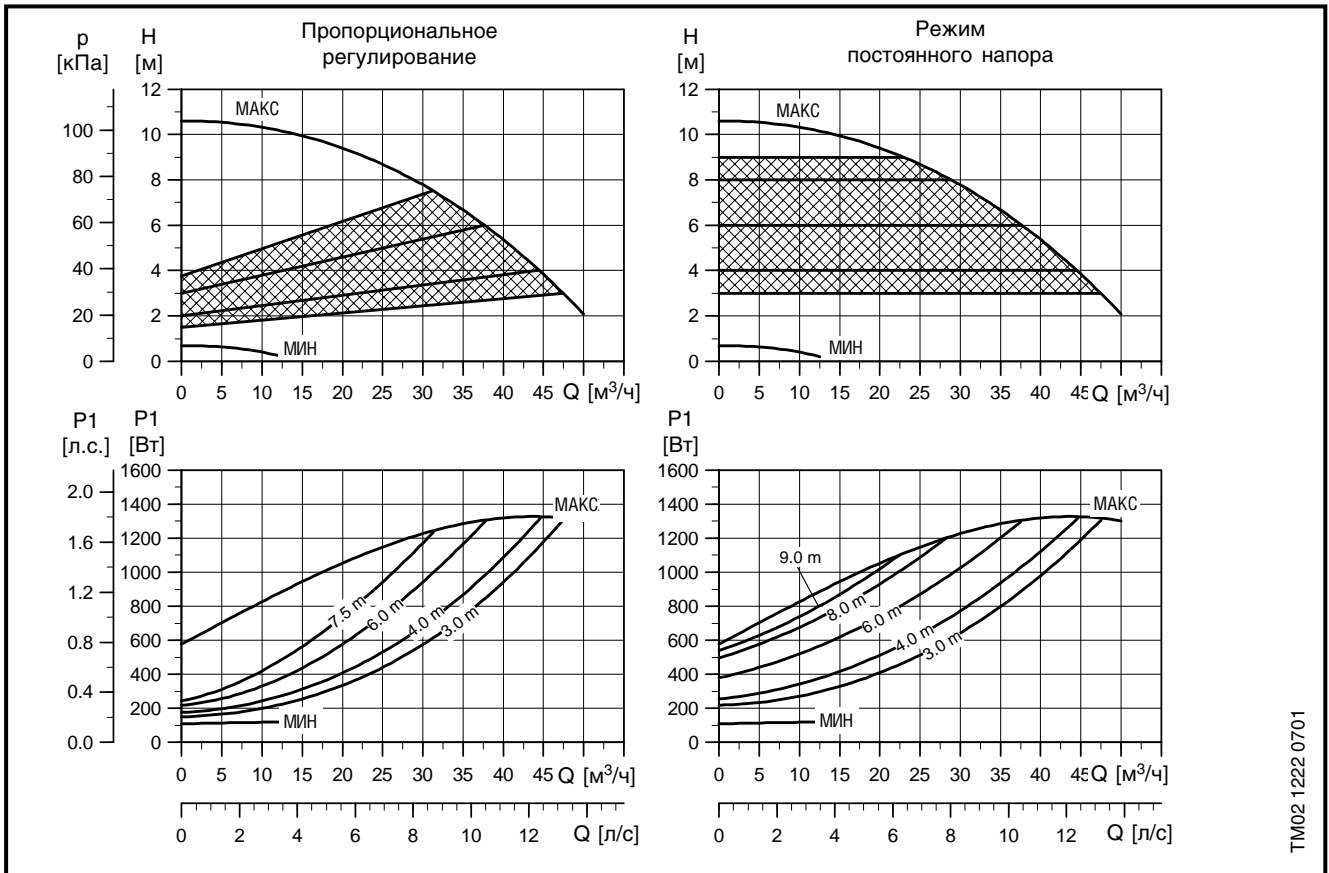 Пропорциональное
регулирование
Режим
постоянного напора
p
[кПа]
H
[м]
H
[м]
12
10
8
6
4
2
0
100
80
60
40
20
0
МАКС
МИН
0 5 10 15 20 25 30 35 40 45 Q [м³/ч]
12
10
8
6
4
2
0
МАКС
МИН
0 5 10 15 20 25 30 35 40 45 Q [м³/ч]
P1
[л.с.]
P1
[Вт]
2.0
1.6
1.2
0.8
0.4
0.0
1600
1400
1200
1000
800
600
400
200
0
МАКС
7.5 m
6.0 m
4.0 m
3.0 m
МИН
0 5 10 15 20 25 30 35 40 45 Q [м³/ч]
0 2 4 6 8 10 12 Q [л/с]
P1
[Вт]
1600
1400
1200
1000
800
600
400
200
0
МАКС
9.0 m
8.0 m
6.0 m
4.0 m
3.0 m
МИН
0 5 10 15 20 25 30 35 40 45 Q [м³/ч]
0 2 4 6 8 10 12 Q [л/с]
TM02 1222 0701